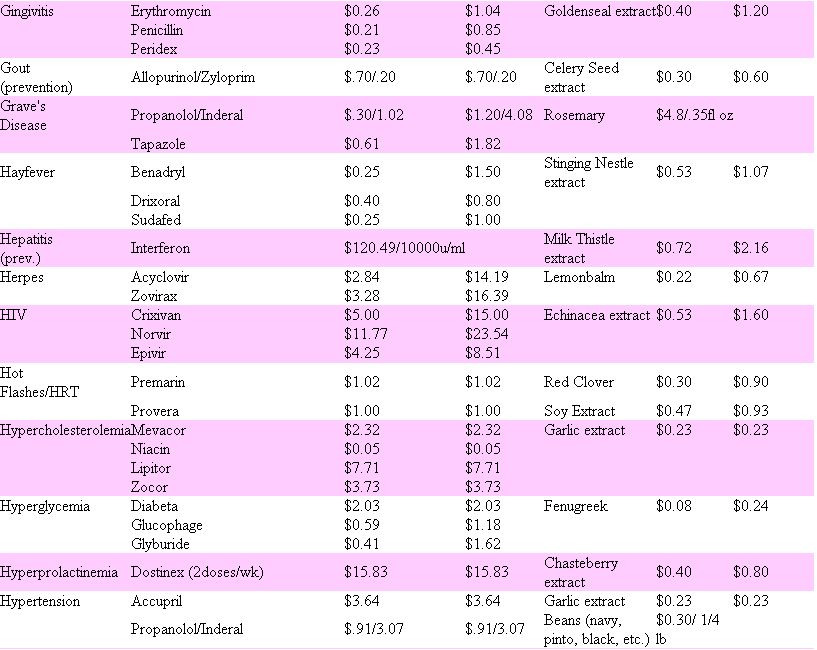 Gingivitis Erythromycin $0.26 $1.04 Goldenseal extract $0.40 $1.20
Penicillin $0.21 $0.85
Peridex $0.23 $0.45
Gout
(prevention) Allopurinol/Zyloprim $.70/.20 $.70/.20 Celery Seed
extract $0.30 $0.60
Grave's
Disease Propanolol/Inderal $.30/1.02 $1.20/4.08 Rosemary $4.8/.35fl oz
Tapazole $0.61 $1.82
Hayfever Benadryl $0.25 $1.50 Stinging Nestle
extract $0.53 $1.07
Drixoral $0.40 $0.80
Sudafed $0.25 $1.00
Hepatitis
(prev.) Interferon $120.49/10000u/ml Milk Thistle
extract $0.72 $2.16
Herpes Acyclovir $2.84 $14.19 Lemonbalm $0.22 $0.67
Zovirax $3.28 $16.39
HIV Crixivan $5.00 $15.00 Echinacea extract $0.53 $1.60
Norvir $11.77 $23.54
Epivir $4.25 $8.51
Hot
Flashes/HRT Premarin $1.02 $1.02 Red Clover $0.30 $0.90
Provera $1.00 $1.00 Soy Extract $0.47 $0.93
Hypercholesterolemia Mevacor $2.32 $2.32 Garlic extract $0.23 $0.23
Niacin $0.05 $0.05
Lipitor $7.71 $7.71
Zocor $3.73 $3.73
Hyperglycemia Diabeta $2.03 $2.03 Fenugreek $0.08 $0.24
Glucophage $0.59 $1.18
Glyburide $0.41 $1.62
Hyperprolactinemia Dostinex (2doses/wk) $15.83 $15.83 Chasteberry
extract $0.40 $0.80
Hypertension Accupril $3.64 $3.64 Garlic extract $0.23 $0.23
Propanolol/Inderal $.91/3.07 $.91/3.07 Beans (navy,
pinto, black, etc.) $0.30/ 1/4
lb